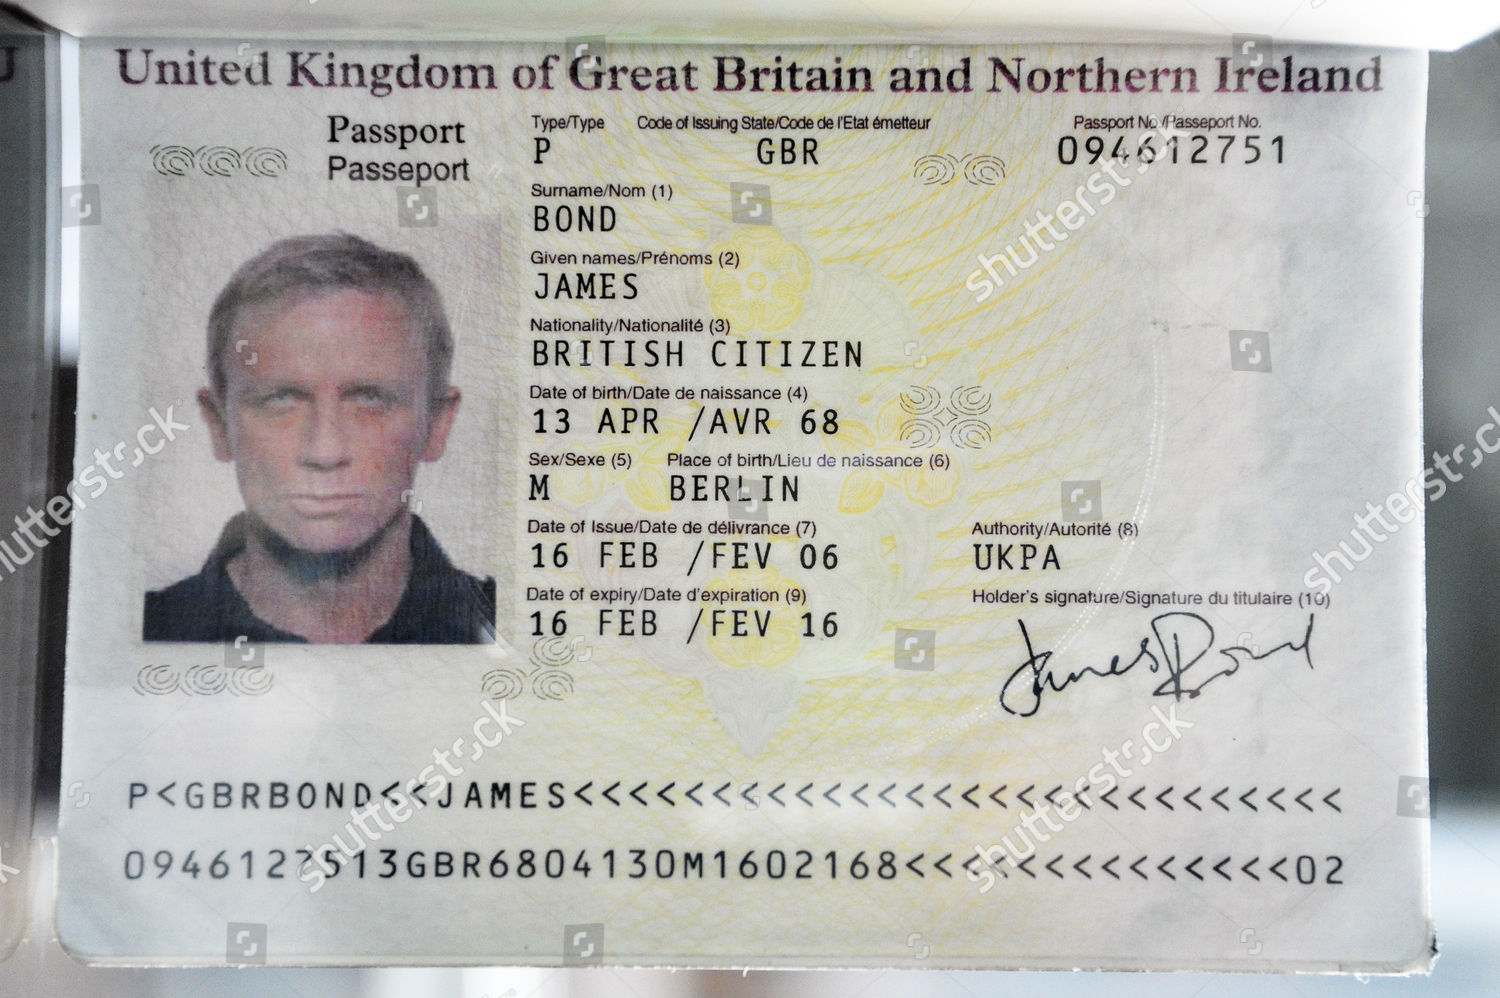 United Kingdom of Great Britain and Northern Ireland
Passport
Passeport
Type/Type Code of Issuing State/Code de l'Etat émetteur Passport No./Passeport No.
P GBR 094612751
Surname/Nom (1)
BOND
Given names/Prénoms (2)
JAMES
Nationality/Nationalité (3)
BRITISH CITIZEN
Date of birth/Date de naissance (4)
13 APR /AVR 68
Sex/Sexe (5) Place of birth/Lieu de naissance (6)
M BERLIN
Date of Issue/Date de délivrance (7) Authority/Autorité (8)
16 FEB /FEV 06 UKPA
Date of expiry/Date d'expiration (9) Holder's signature/Signature du titulaire (10)
16 FEB /FEV 16 James Bond
P<GBRBOND<<JAMES<<<<<<<<<<<<<<<<<<<<<<<<<<<<
0946127513GBR6804130M1602168<<<<<<<<<<<<<<02
shutterstock
shutterstock
shutterstock
shutterstock
shutterstock